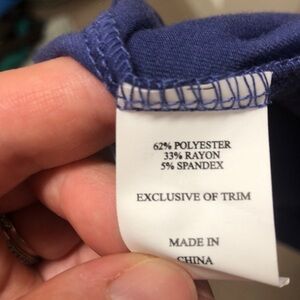 62% POLYESTER
33% RAYON
5% SPANDEX
EXCLUSIVE OF TRIM
MADE IN
CHINA